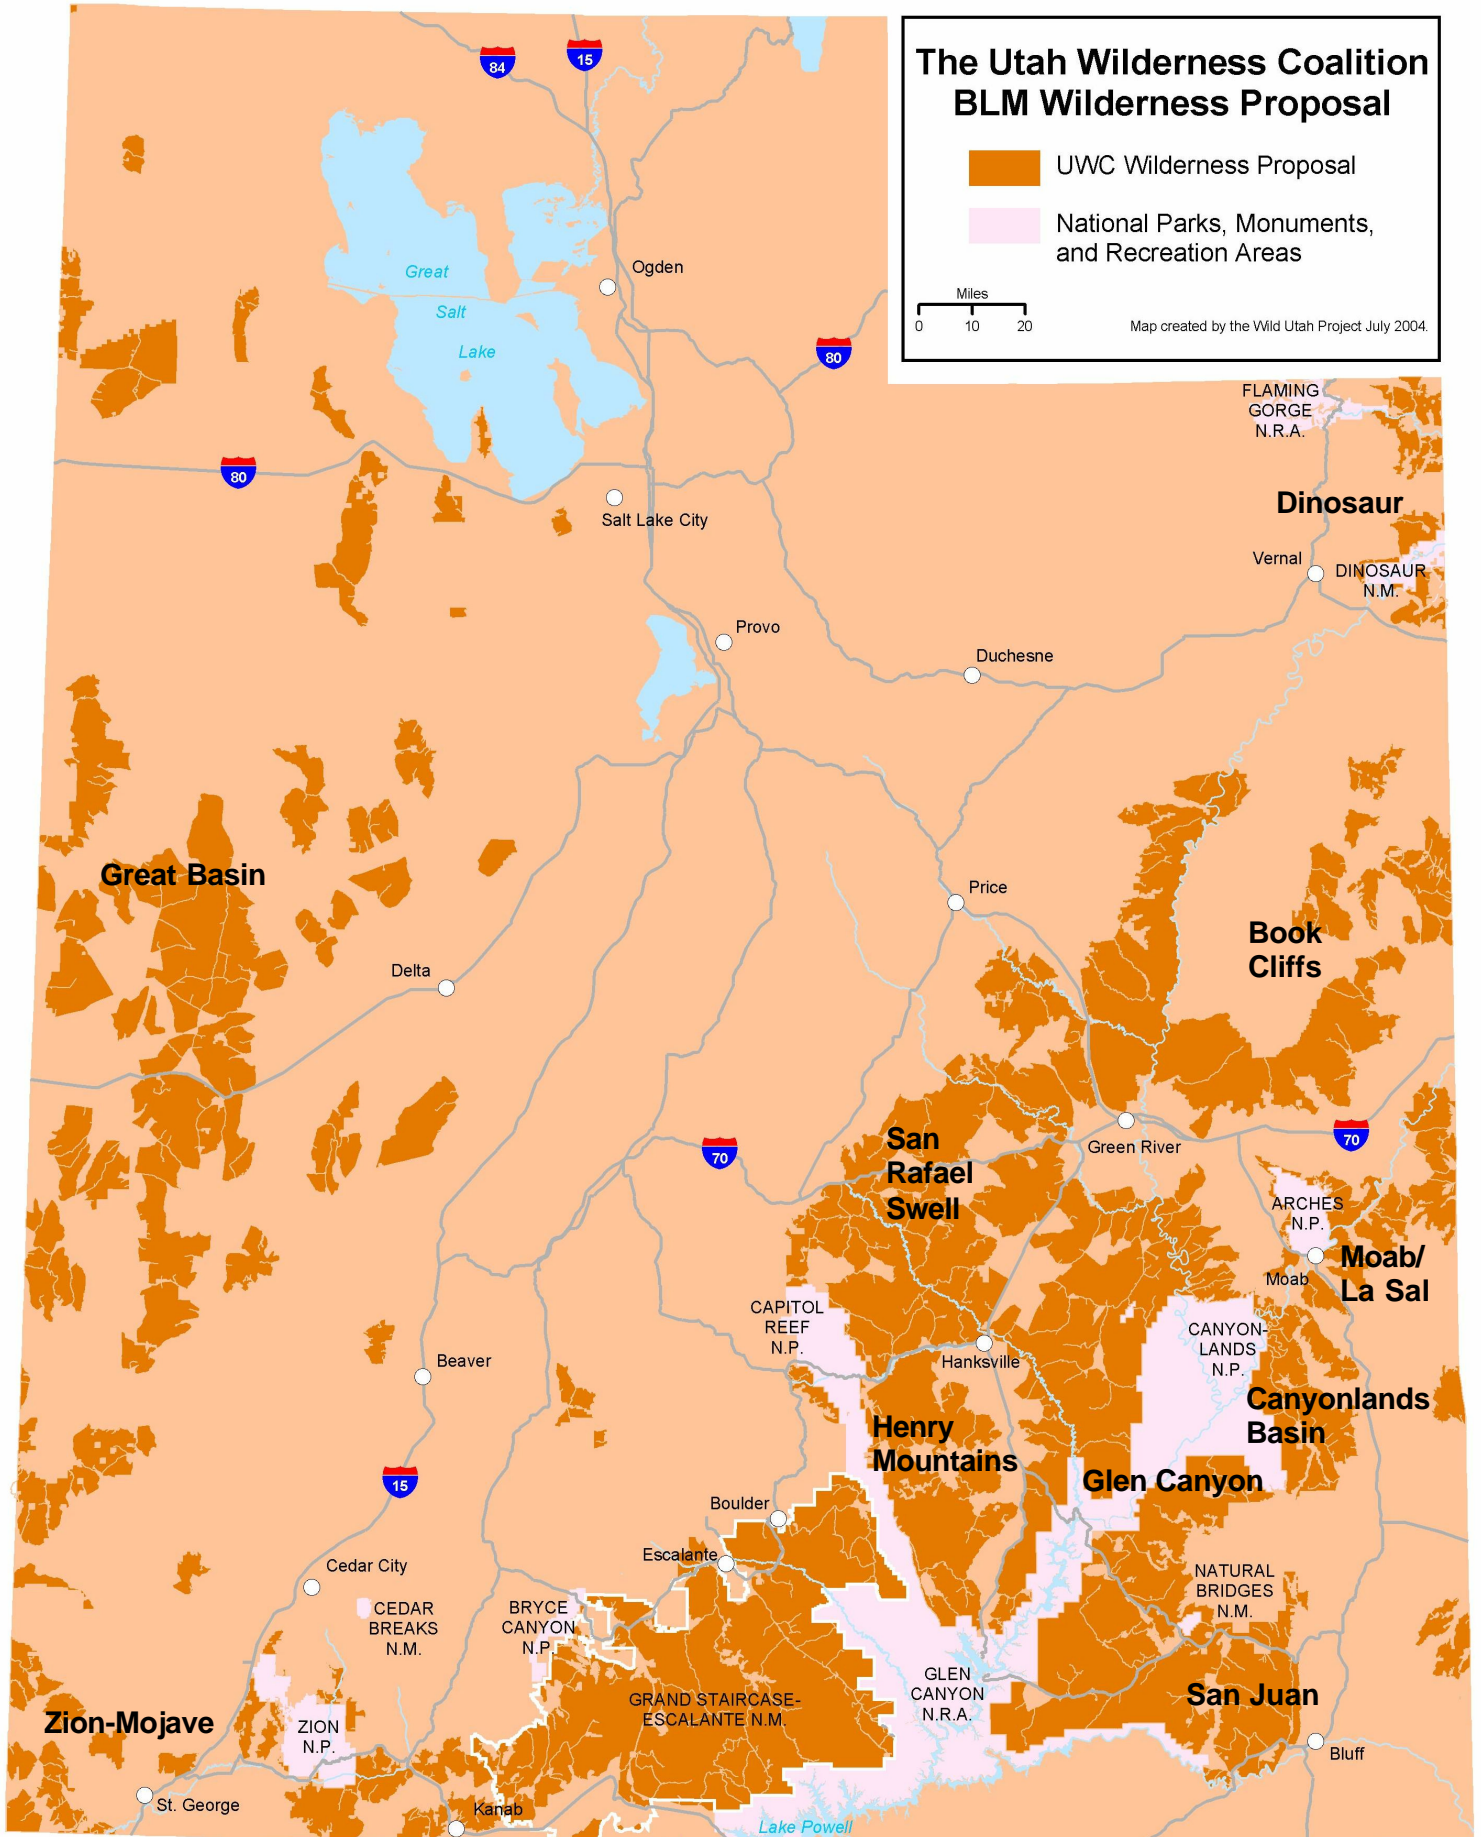 The Utah Wilderness Coalition
BLM Wilderness Proposal
UWC Wilderness Proposal
National Parks, Monuments,
and Recreation Areas
Miles
0 10 20
Map created by the Wild Utah Project July 2004.
84
15
Great
Salt
Lake
Ogden
80
FLAMING
GORGE
N.R.A.
80
Salt Lake City
Dinosaur
Vernal
DINOSAUR
N.M.
Provo
Duchesne
Great Basin
Price
Book
Cliffs
Delta
San
Rafael
Swell
Green River
70
70
ARCHES
N.P.
Moab/
La Sal
Moab
CAPITOL
REEF
N.P.
CANYON-
LANDS
N.P.
Hanksville
Beaver
Canyonlands
Basin
Henry
Mountains
Glen Canyon
15
Boulder
Escalante
Cedar City
NATURAL
BRIDGES
N.M.
CEDAR
BREAKS
N.M.
BRYCE
CANYON
N.P.
GLEN
CANYON
N.R.A.
GRAND STAIRCASE-
ESCALANTE N.M.
San Juan
Zion-Mojave
ZION
N.P.
Bluff
St. George
Kanab
Lake Powell